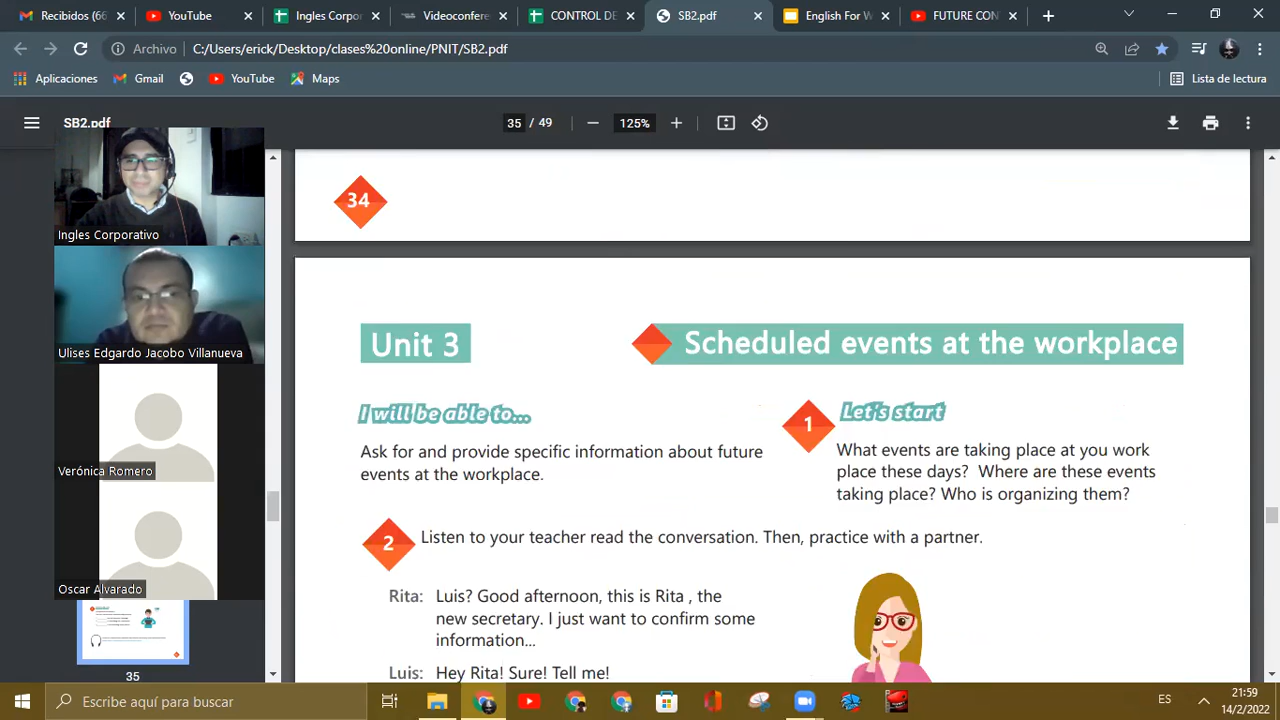 Recibidos (66
YouTube
Ingles Corpor
Videoconfere
CONTROL DE
SB2.pdf
English For W
FUTURE CON
Archivo
C:/Users/erick/Desktop/clases%20online/PNIT/SB2.pdf
Aplicaciones
Gmail
YouTube
Maps
Lista de lectura
SB2.pdf
35 / 49
125%
Ingles Corporativo
Ulises Edgardo Jacobo Villanueva
Verónica Romero
Oscar Alvarado
35
34
Unit 3
Scheduled events at the workplace
I will be able to...
Ask for and provide specific information about future
events at the workplace.
1
Let's start
What events are taking place at you work
place these days? Where are these events
taking place? Who is organizing them?
2
Listen to your teacher read the conversation. Then, practice with a partner.
Rita: Luis? Good afternoon, this is Rita , the
new secretary. I just want to confirm some
information...
Luis: Hey Rita! Sure! Tell me!
Escribe aquí para buscar
ES
21:59
14/2/2022